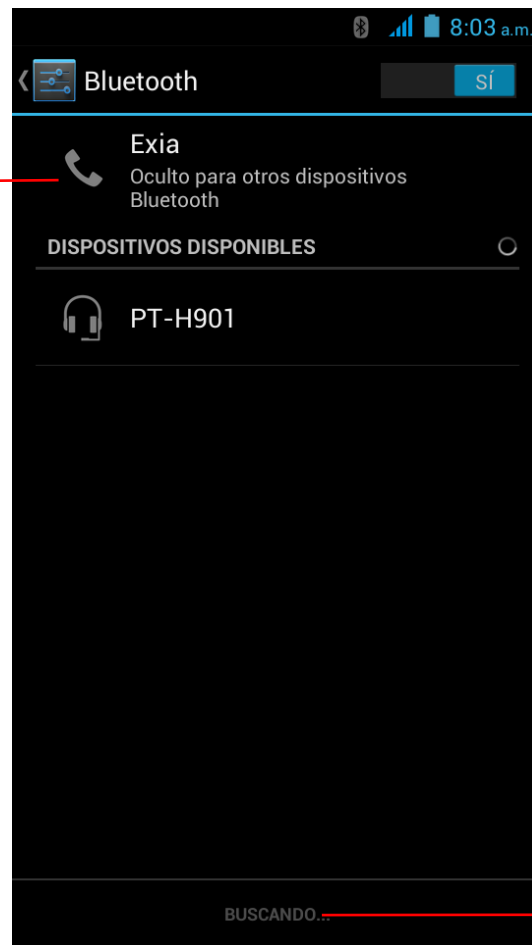 8:03 a.m.
Bluetooth
SÍ
Exia
Oculto para otros dispositivos
Bluetooth
DISPOSITIVOS DISPONIBLES
PT-H901
BUSCANDO...